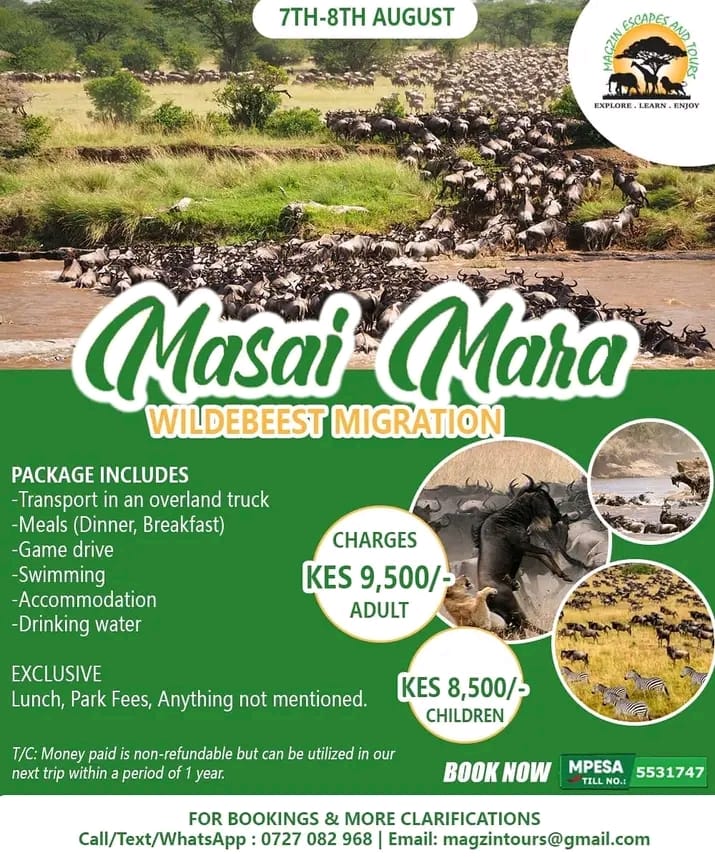 7TH-8TH AUGUST
MAGZIN ESCAPES AND TOURS
EXPLORE . LEARN . ENJOY
Masai Mara
WILDEBEEST MIGRATION
PACKAGE INCLUDES
-Transport in an overland truck
-Meals (Dinner, Breakfast)
-Game drive
-Swimming
-Accommodation
-Drinking water
CHARGES
KES 9,500/-
ADULT
EXCLUSIVE
Lunch, Park Fees, Anything not mentioned.
KES 8,500/-
CHILDREN
T/C: Money paid is non-refundable but can be utilized in our
next trip within a period of 1 year.
BOOK NOW
MPESA
TILL NO.:
5531747
FOR BOOKINGS & MORE CLARIFICATIONS
Call/Text/WhatsApp : 0727 082 968 | Email: magzintours@gmail.com